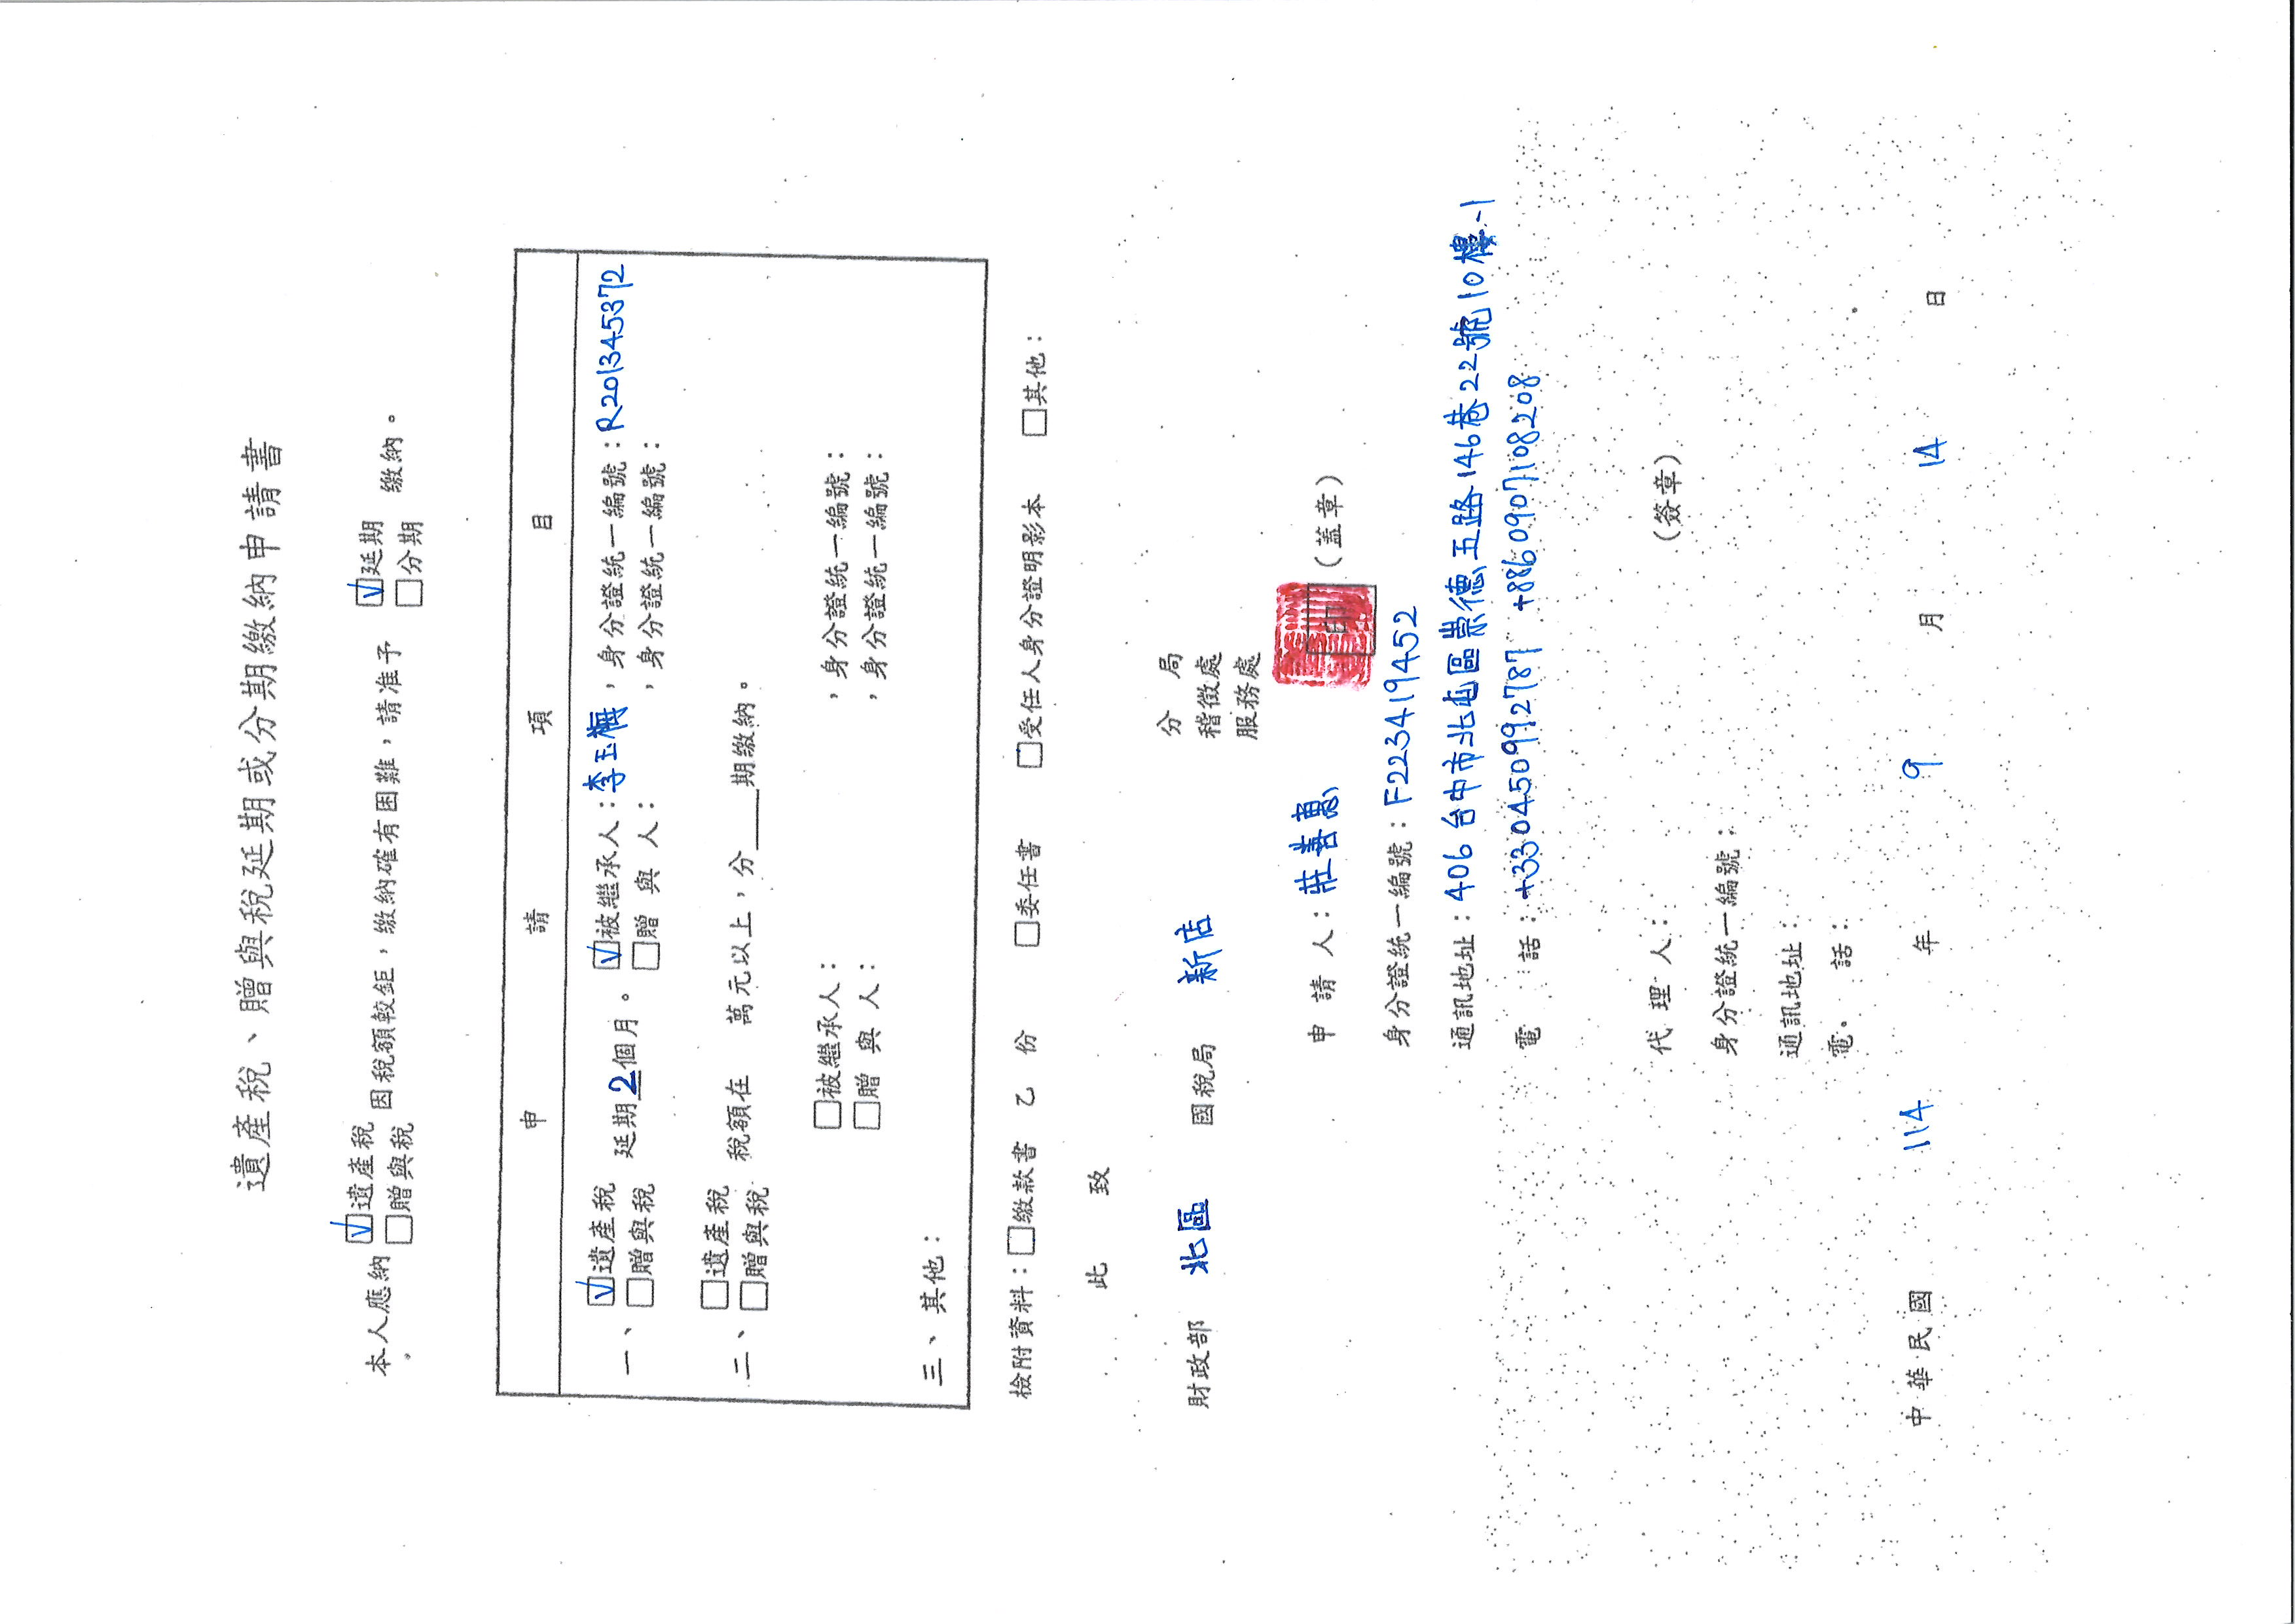 遺產稅、贈與稅延期或分期繳納申請書
本人應納 ☑遺產稅 因稅額較鉅，繳納確有困難，請准予 ☑延期 繳納。
□贈與稅 □分期
申請項目
一、☑遺產稅 延期2個月。 ☑被繼承人：李玉梅，身分證統一編號：R201345372
□贈與稅 □贈與人： ，身分證統一編號：
二、□遺產稅 稅額在 萬元以上，分___期繳納。
□贈與稅
□被繼承人： ，身分證統一編號：
□贈與人： ，身分證統一編號：
三、其他：
檢附資料：□繳款書乙份 □委任書 □受任人身分證明影本 □其他：
此致
財政部 北區 國稅局 新店 分局
稽徵處
服務處
申請人：莊善惠 印 （蓋章）
身分證統一編號：F223419452
通訊地址：406台中市北屯區崇德五路146巷22號10樓-1
電話：+330450992787 +8860907108208
代理人： （簽章）
身分證統一編號：
通訊地址：
電話：
中華民國 114 年 9 月 14 日